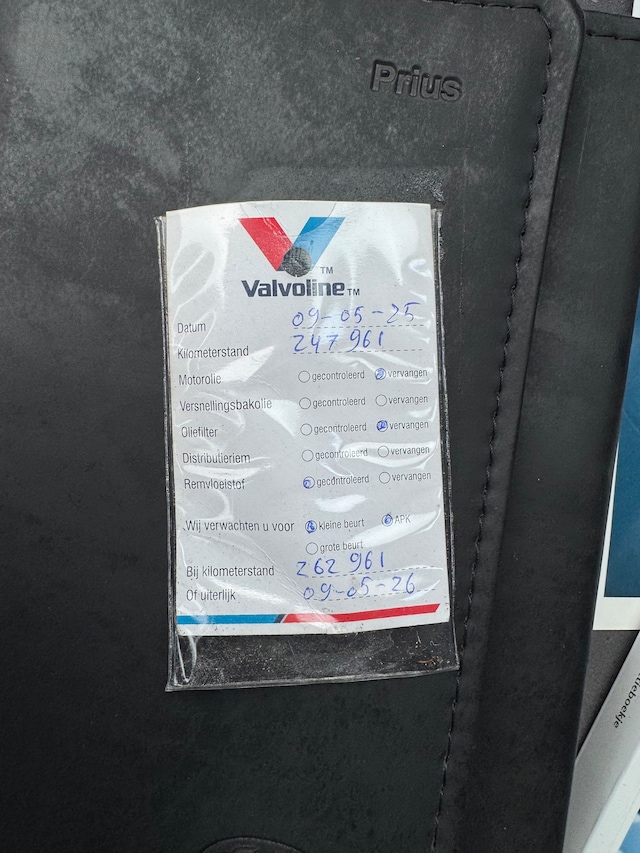 Prius
Valvoline™
Datum 09-05-25
Kilometerstand 247 961
Motorolie gecontroleerd vervangen
Versnellingsbakolie gecontroleerd vervangen
Oliefilter gecontroleerd vervangen
Distributieriem gecontroleerd vervangen
Remvloeistof gecontroleerd vervangen
Wij verwachten u voor kleine beurt APK
grote beurt
Bij kilometerstand 262 961
Of uiterlijk 09-05-26